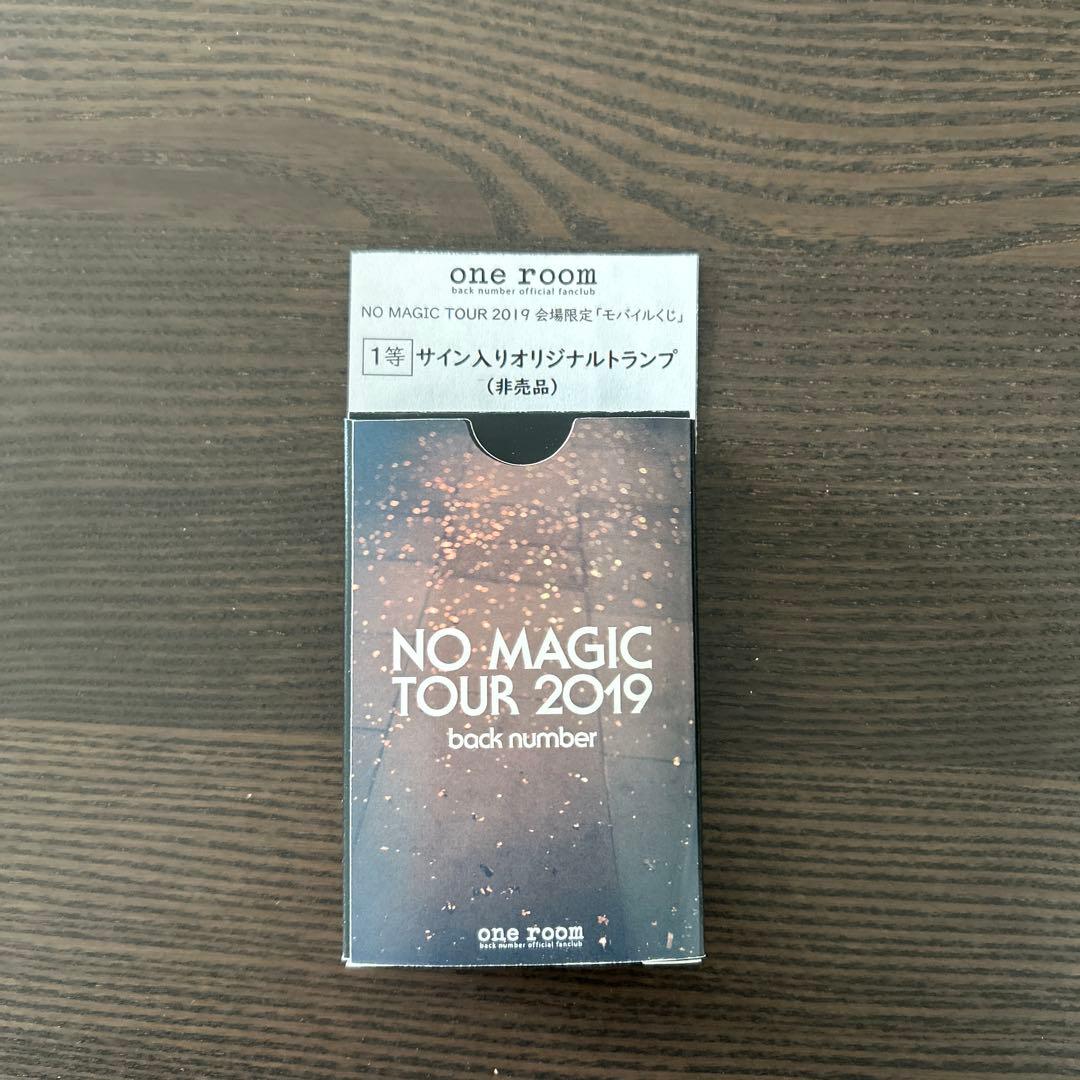 one room
back number official fanclub
NO MAGIC TOUR 2019 会場限定「モバイルくじ」
1等 サイン入りオリジナルトランプ
(非売品)
NO MAGIC
TOUR 2019
back number
one room
back number official fanclub